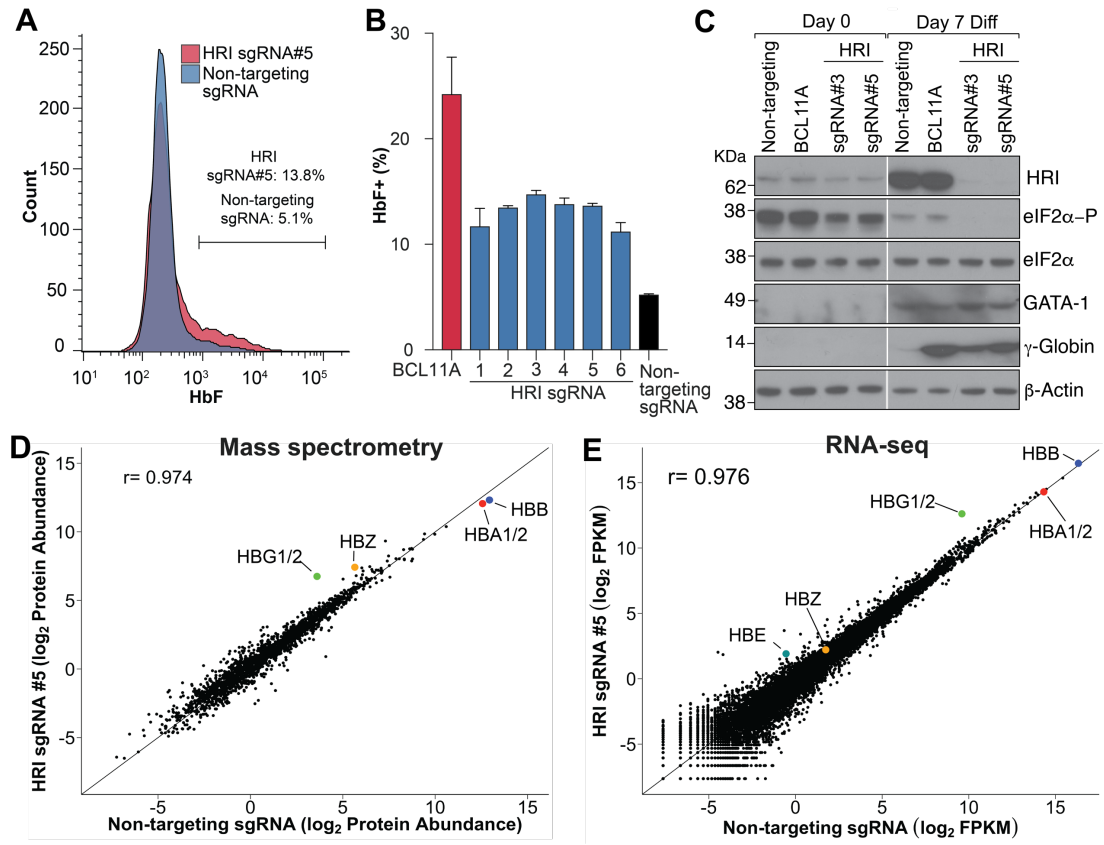 A
250
200
150
100
50
0
Count
HRI sgRNA#5
Non-targeting
sgRNA
HRI
sgRNA#5: 13.8%
Non-targeting
sgRNA: 5.1%
10¹ 10² 10³ 10⁴ 10⁵
HbF
B
30
20
10
0
HbF+ (%)
BCL11A
1 2 3 4 5 6
HRI sgRNA
Non-
targeting
sgRNA
C
Day 0
Day 7 Diff
HRI
HRI
Non-targeting
BCL11A
sgRNA#3
sgRNA#5
Non-targeting
BCL11A
sgRNA#3
sgRNA#5
KDa
62
HRI
38
eIF2α–P
38
eIF2α
49
GATA-1
14
γ-Globin
38
β-Actin
D
Mass spectrometry
r= 0.974
15
10
5
0
-5
HRI sgRNA #5 (log₂ Protein Abundance)
HBG1/2
HBZ
HBB
HBA1/2
-5 0 5 10 15
Non-targeting sgRNA (log₂ Protein Abundance)
E
RNA-seq
r= 0.976
15
10
5
0
-5
HRI sgRNA #5 (log₂ FPKM)
HBB
HBG1/2
HBA1/2
HBZ
HBE
-5 0 5 10 15
Non-targeting sgRNA (log₂ FPKM)